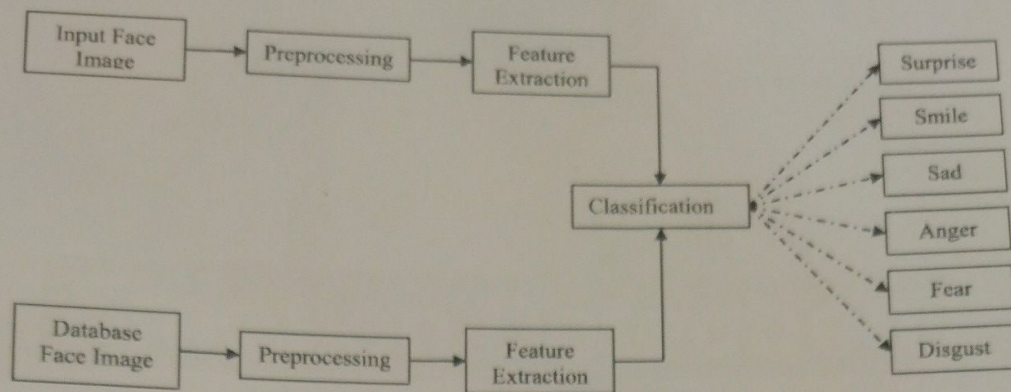 Input Face
Image
Preprocessing
Feature
Extraction
Classification
Surprise
Smile
Sad
Anger
Fear
Disgust
Database
Face Image
Preprocessing
Feature
Extraction